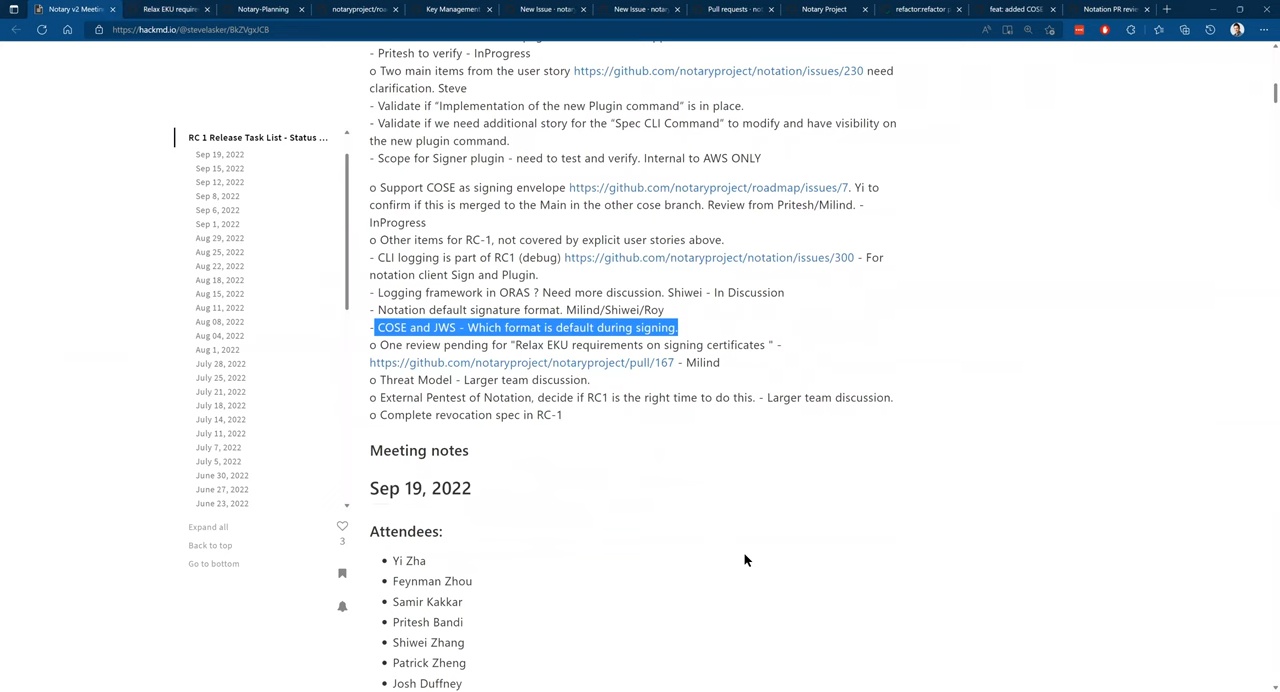 Notary v2 Meetin
Relax EKU requirem
Notary-Planning
notaryproject/roa
Key Management
New Issue · notar
New Issue · notary
Pull requests · not
Notary Project
refactor:refactor p
feat: added COSE
Notation PR revie
https://hackmd.io/@stevelasker/BkZVgxJCB
- Pritesh to verify - InProgress
o Two main items from the user story https://github.com/notaryproject/notation/issues/230 need
clarification. Steve
- Validate if "Implementation of the new Plugin command" is in place.
- Validate if we need additional story for the "Spec CLI Command" to modify and have visibility on
the new plugin command.
- Scope for Signer plugin - need to test and verify. Internal to AWS ONLY
o Support COSE as signing envelope https://github.com/notaryproject/roadmap/issues/7. Yi to
confirm if this is merged to the Main in the other cose branch. Review from Pritesh/Milind. -
InProgress
o Other items for RC-1, not covered by explicit user stories above.
- CLI logging is part of RC1 (debug) https://github.com/notaryproject/notation/issues/300 - For
notation client Sign and Plugin.
- Logging framework in ORAS ? Need more discussion. Shiwei - In Discussion
- Notation default signature format. Milind/Shiwei/Roy
- COSE and JWS - Which format is default during signing.
o One review pending for "Relax EKU requirements on signing certificates " -
https://github.com/notaryproject/notaryproject/pull/167 - Milind
o Threat Model - Larger team discussion.
o External Pentest of Notation, decide if RC1 is the right time to do this. - Larger team discussion.
o Complete revocation spec in RC-1
Meeting notes
Sep 19, 2022
Attendees:
• Yi Zha
• Feynman Zhou
• Samir Kakkar
• Pritesh Bandi
• Shiwei Zhang
• Patrick Zheng
• Josh Duffney
RC 1 Release Task List - Status ...
Sep 19, 2022
Sep 15, 2022
Sep 12, 2022
Sep 8, 2022
Sep 6, 2022
Sep 1, 2022
Aug 29, 2022
Aug 25, 2022
Aug 22, 2022
Aug 18, 2022
Aug 15, 2022
Aug 11, 2022
Aug 08, 2022
Aug 04, 2022
Aug 1, 2022
July 28, 2022
July 25, 2022
July 21, 2022
July 18, 2022
July 14, 2022
July 11, 2022
July 7, 2022
July 5, 2022
June 30, 2022
June 27, 2022
June 23, 2022
Expand all
Back to top
Go to bottom
3